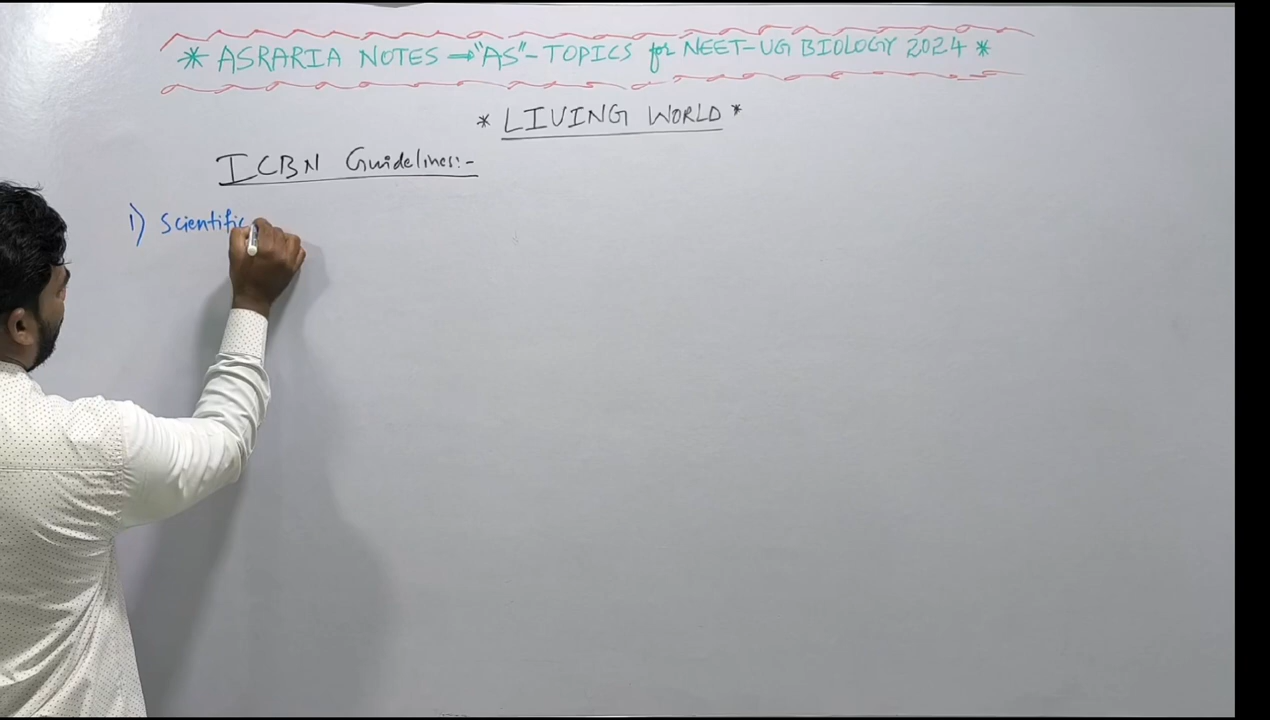 * ASRARIA NOTES → "AS"-TOPICS for NEET-UG BIOLOGY 2024 *
* LIVING WORLD *
ICBN Guidelines:-
1) Scientific